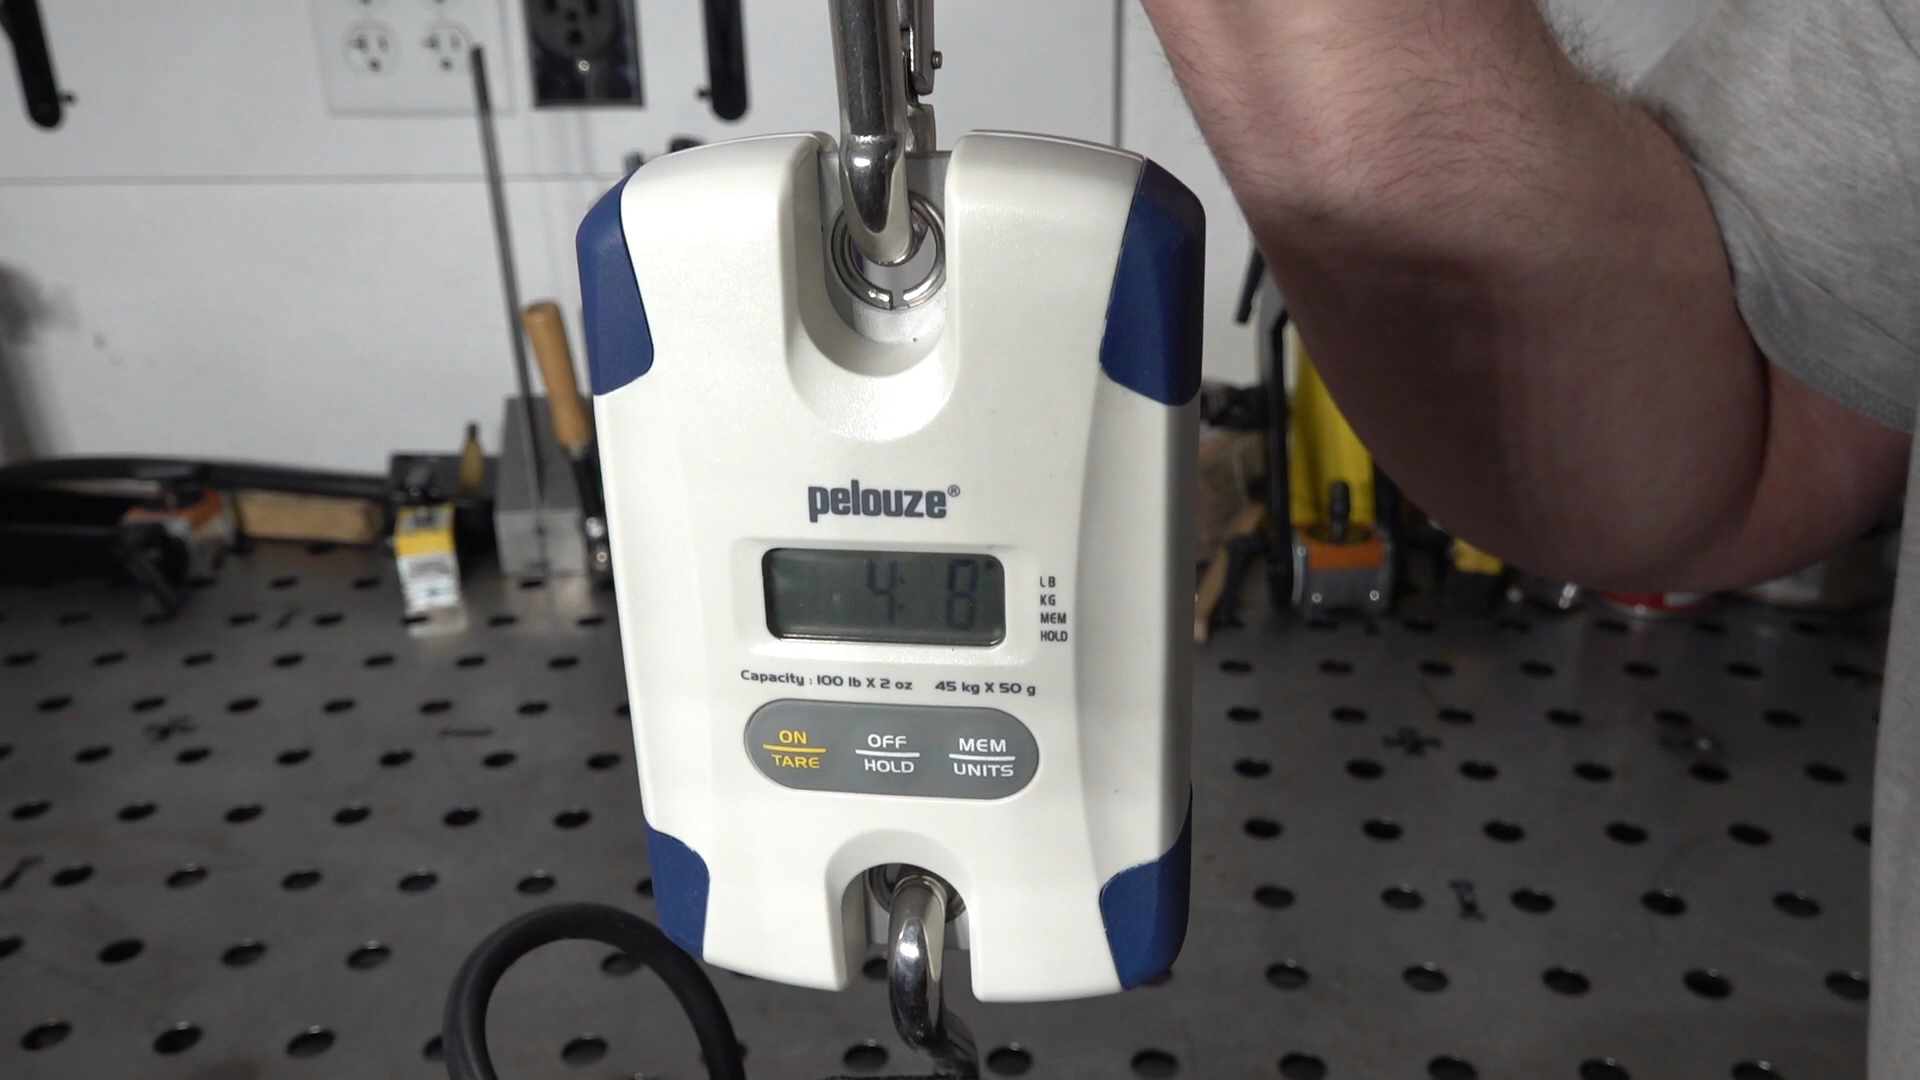 pelouze®
4: 8
LB
KG
MEM
HOLD
Capacity : 100 lb X 2 oz 45 kg X 50 g
ON
TARE
OFF
HOLD
MEM
UNITS